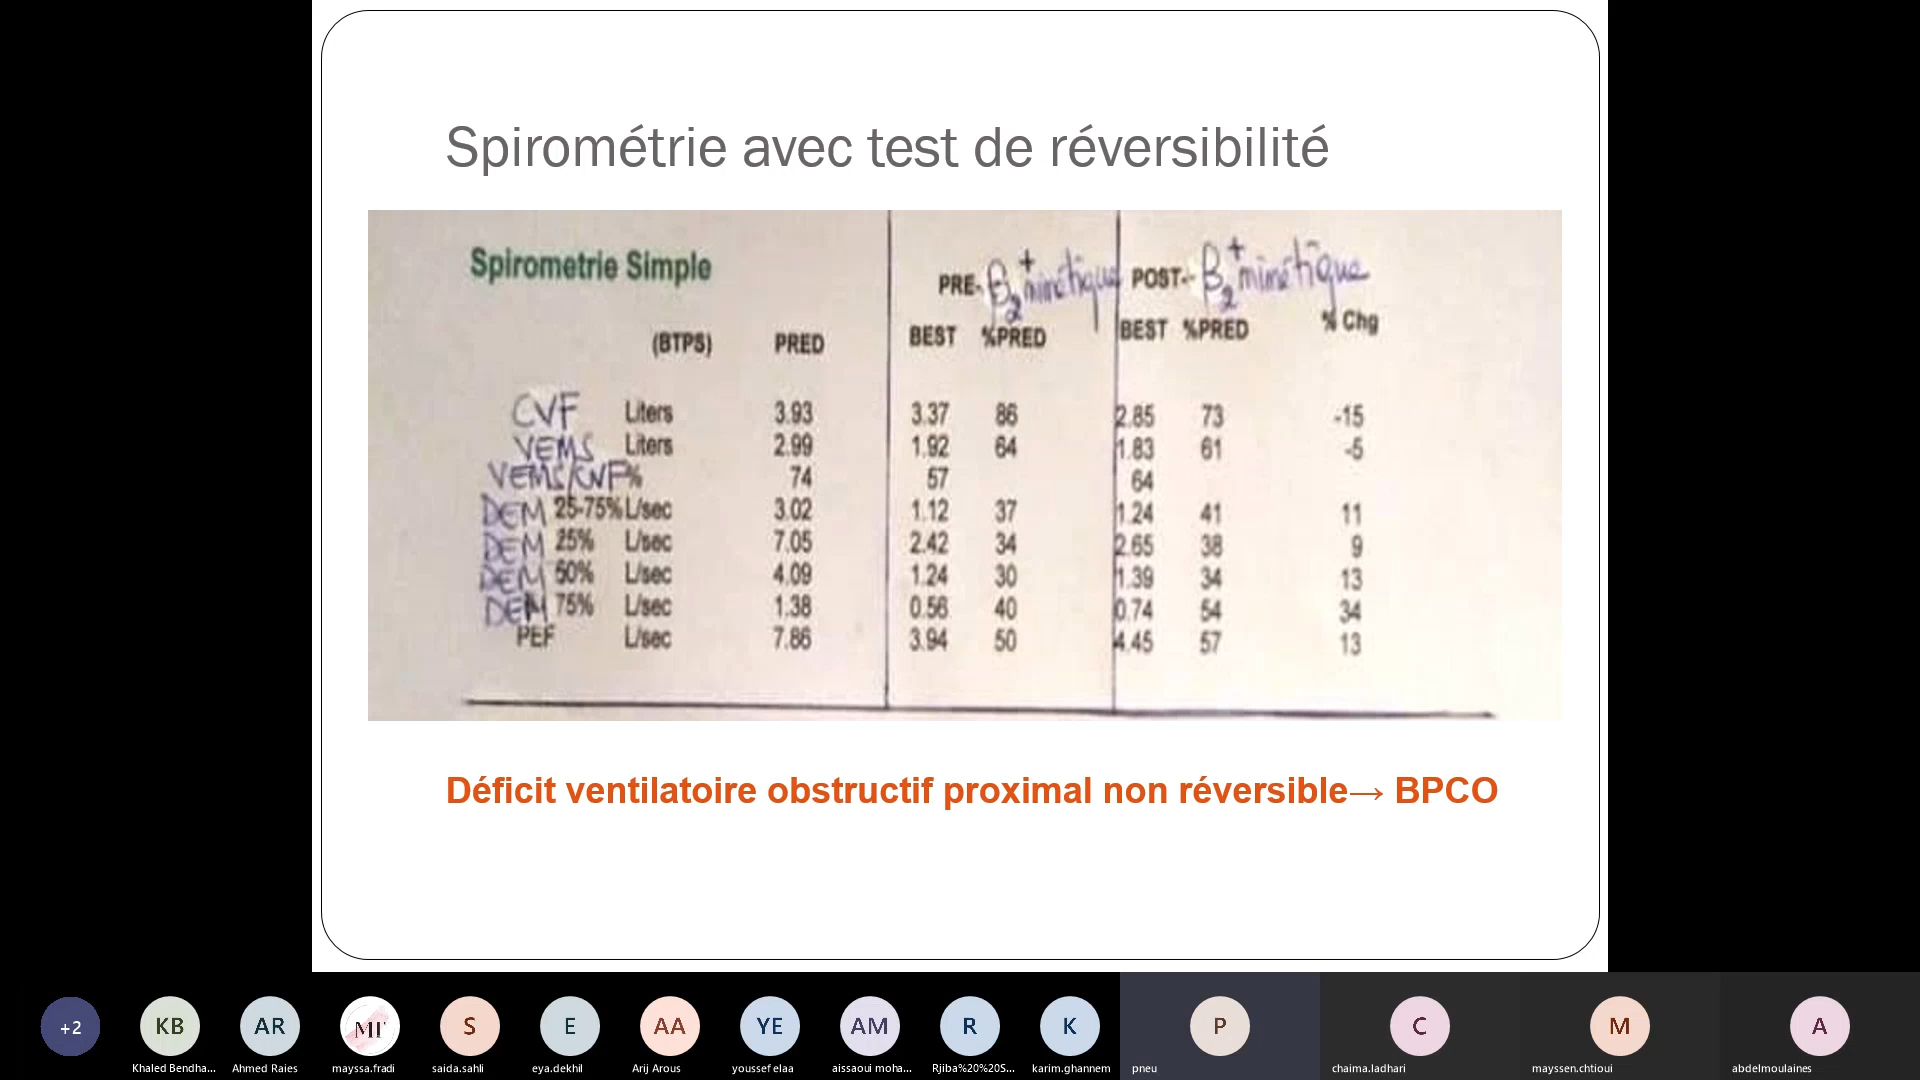 Spirométrie avec test de réversibilité
Spirometrie Simple
PRE- β2+ mimétique POST-- β2+ mimétique
(BTPS) PRED BEST %PRED BEST %PRED % Chg
CVF Liters 3.93 3.37 86 2.85 73 -15
VEMS Liters 2.99 1.92 64 1.83 61 -5
VEMS/CVF% 74 57 64
DEM 25-75% L/sec 3.02 1.12 37 1.24 41 11
DEM 25% L/sec 7.05 2.42 34 2.65 38 9
DEM 50% L/sec 4.09 1.24 30 1.39 34 13
DEM 75% L/sec 1.38 0.56 40 0.74 54 34
PEF L/sec 7.86 3.94 50 4.45 57 13
Déficit ventilatoire obstructif proximal non réversible→ BPCO
+2 KB AR MF S E AA YE AM R K P C M A
Khaled Bendha... Ahmed Raies mayssa.fradi saida.sahli eya.dekhil Arij Arous youssef elaa aissaoui moha... Rjiba%20%20S... karim.ghannem pneu chaima.ladhari mayssen.chtioui abdelmoulaines